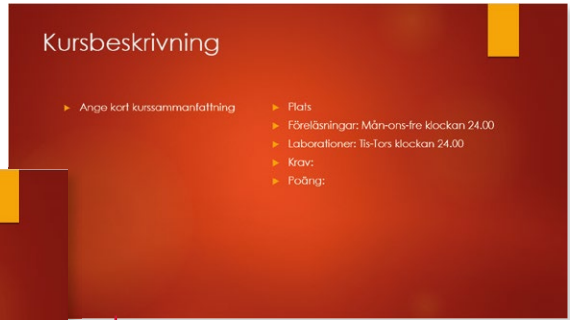 Kursbeskrivning
Ange kort kurssammanfattning
Plats
Föreläsningar: Mån-ons-fre klockan 24.00
Laborationer: Tis-Tors klockan 24.00
Krav:
Poäng: